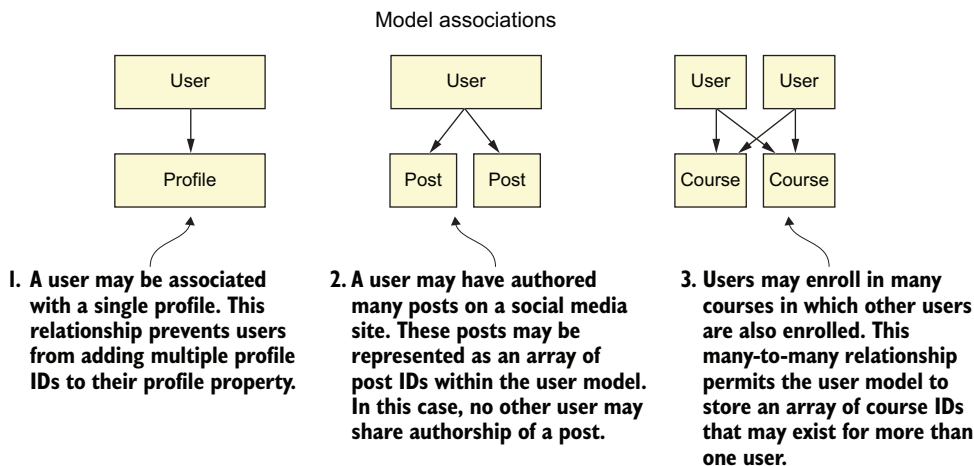 Model associations
User
Profile
User
Post Post
User User
Course Course
1. A user may be associated
with a single profile. This
relationship prevents users
from adding multiple profile
IDs to their profile property.
2. A user may have authored
many posts on a social media
site. These posts may be
represented as an array of
post IDs within the user model.
In this case, no other user may
share authorship of a post.
3. Users may enroll in many
courses in which other users
are also enrolled. This
many-to-many relationship
permits the user model to
store an array of course IDs
that may exist for more than
one user.